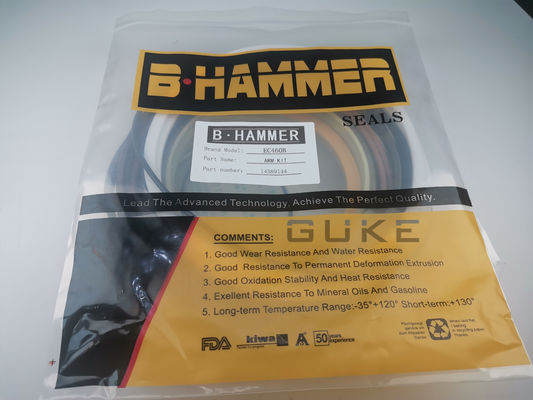 B·HAMMER
SEALS
B·HAMMER
Brand Model: EC460B
Part Name: ARM KIT
Part number: 14589144
Lead The Advanced Technology, Achieve The Perfect Quality.
GUKE
COMMENTS:
1. Good Wear Resistance And Water Resistance
2. Good Resistance To Permanent Deformation Extrusion
3. Good Oxidation Stability And Heat Resistance
4. Exellent Resistance To Mineral Oils And Gasoline
5. Long-term Temperature Range:-35°+120° Short-term:+130°
FDA
kiwa
50 years
experience